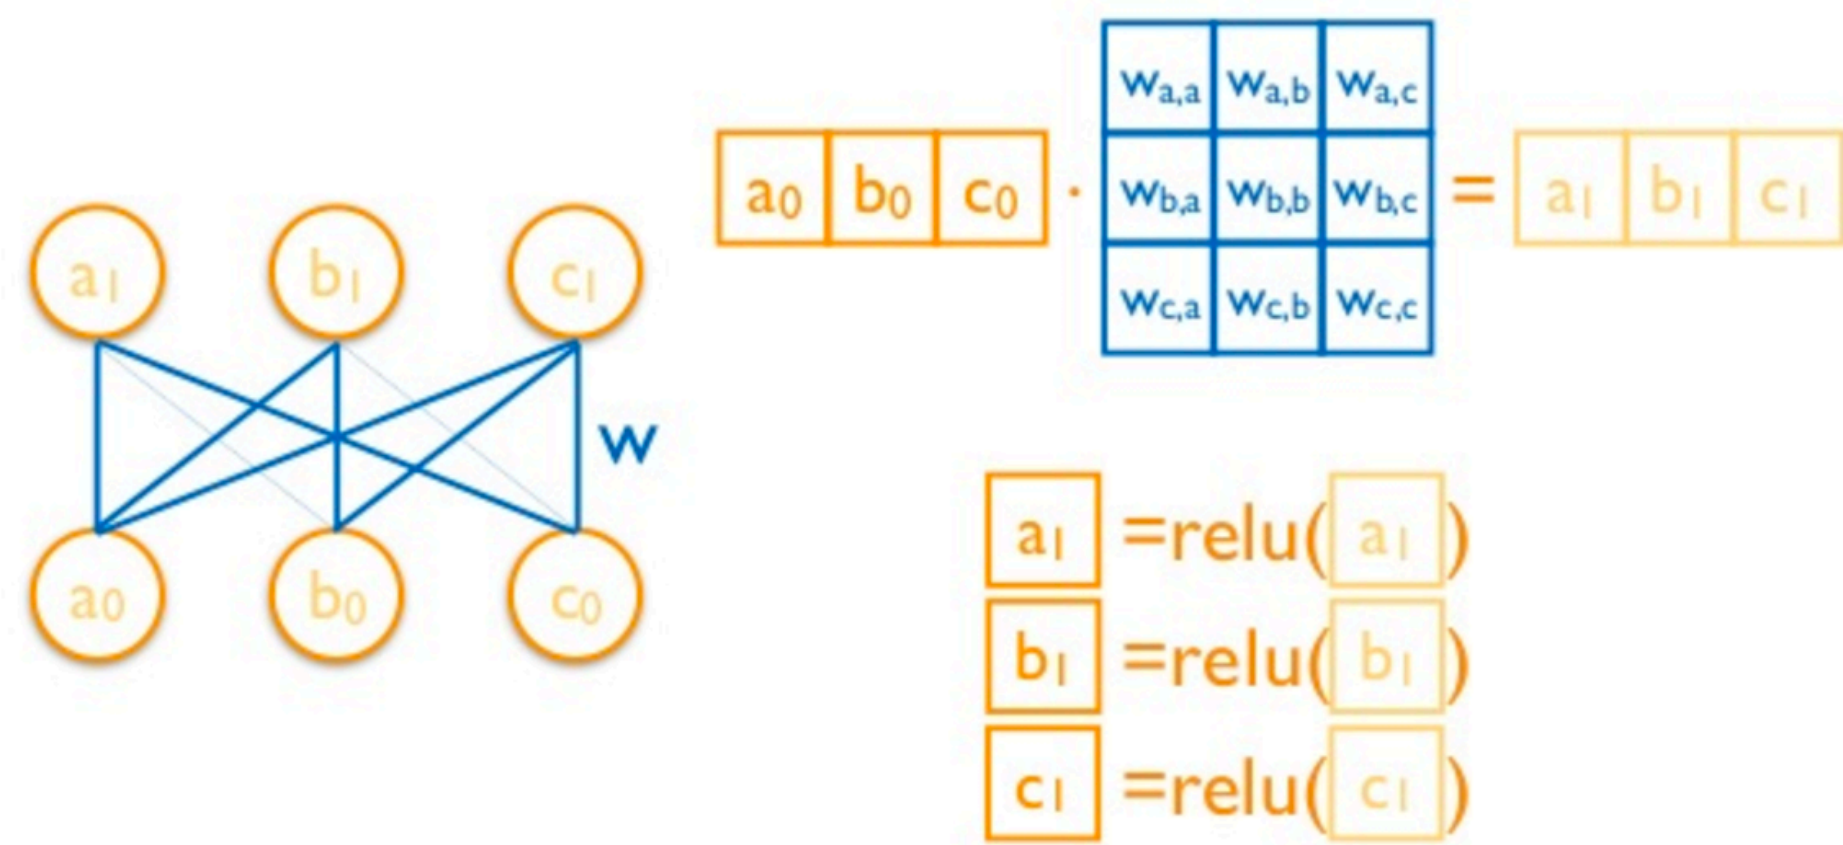 a1 b1 c1
W
a0 b0 c0
a0 b0 c0 · = a1 b1 c1
wa,a wa,b wa,c
wb,a wb,b wb,c
wc,a wc,b wc,c
a1 =relu( a1 )
b1 =relu( b1 )
c1 =relu( c1 )